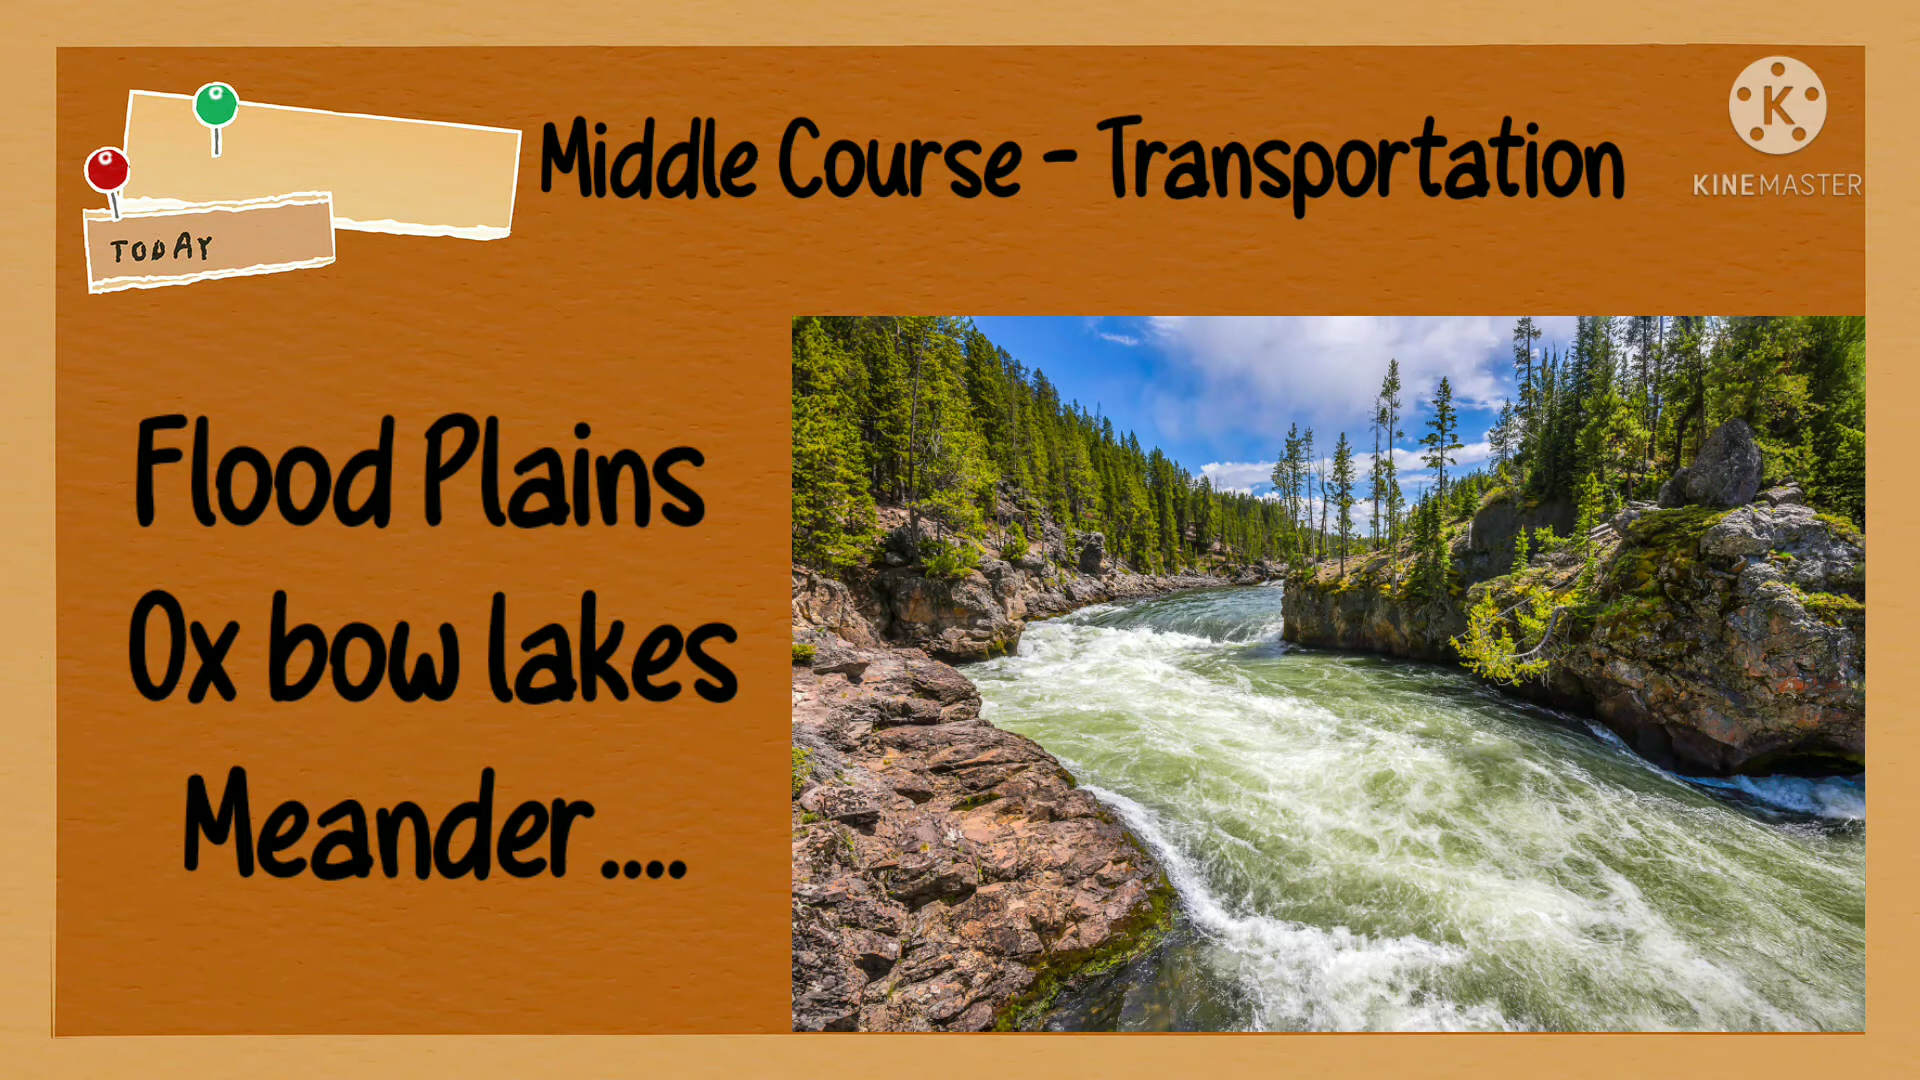 Middle Course - Transportation
KINEMASTER
TODAY
Flood Plains
Ox bow lakes
Meander ....